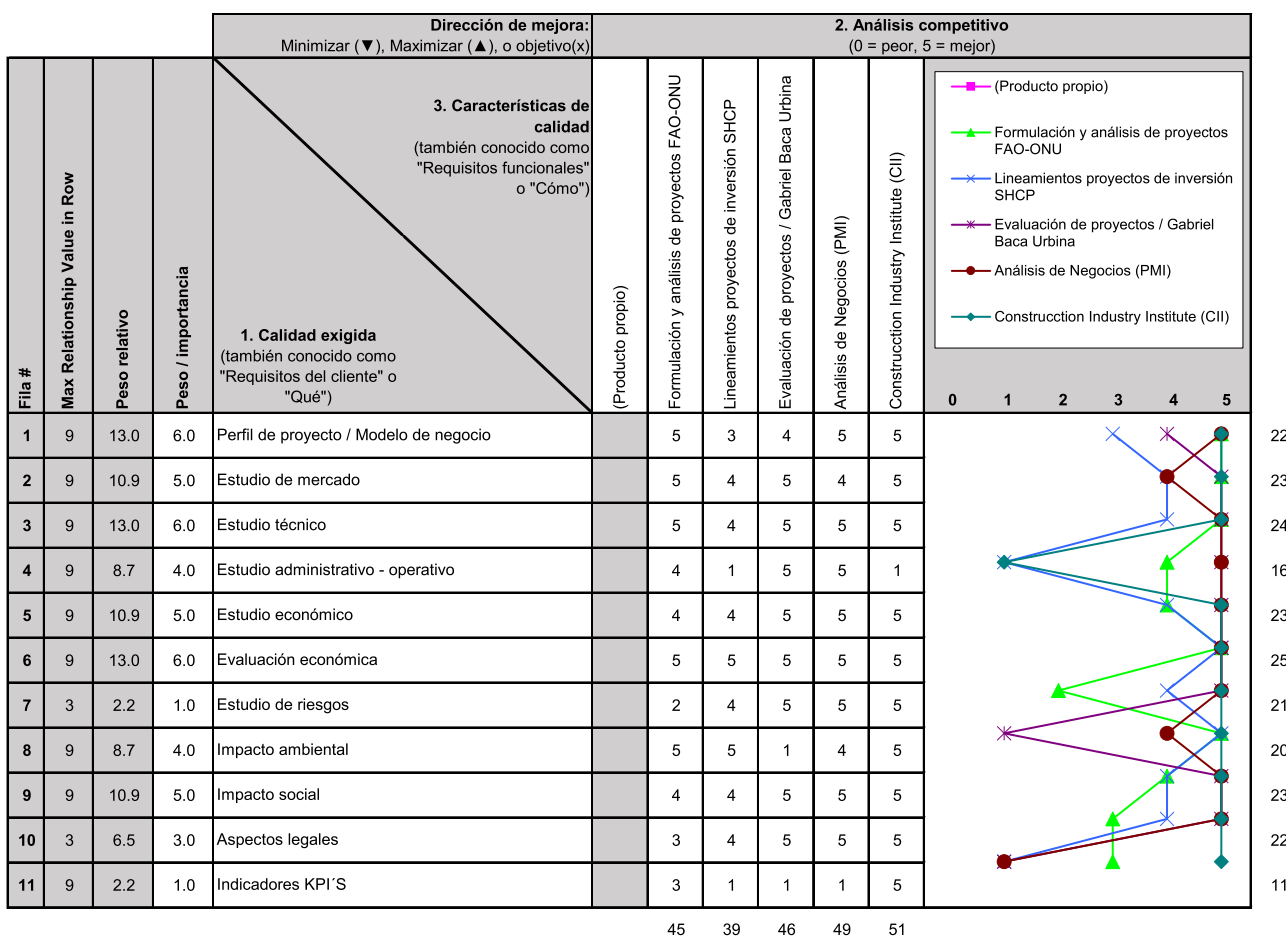 Dirección de mejora:
Minimizar (▼), Maximizar (▲), o objetivo(x)
2. Análisis competitivo
(0 = peor, 5 = mejor)
Fila #
Max Relationship Value in Row
Peso relativo
Peso / importancia
3. Características de
calidad
(también conocido como
"Requisitos funcionales"
o "Cómo")
1. Calidad exigida
(también conocido como
"Requisitos del cliente" o
"Qué")
(Producto propio)
Formulación y análisis de proyectos FAO-ONU
Lineamientos proyectos de inversión SHCP
Evaluación de proyectos / Gabriel Baca Urbina
Análisis de Negocios (PMI)
Construcction Industry Institute (CII)
(Producto propio)
Formulación y análisis de proyectos
FAO-ONU
Lineamientos proyectos de inversión
SHCP
Evaluación de proyectos / Gabriel
Baca Urbina
Análisis de Negocios (PMI)
Construcction Industry Institute (CII)
0 1 2 3 4 5
1 9 13.0 6.0 Perfil de proyecto / Modelo de negocio 5 3 4 5 5 22
2 9 10.9 5.0 Estudio de mercado 5 4 5 4 5 23
3 9 13.0 6.0 Estudio técnico 5 4 5 5 5 24
4 9 8.7 4.0 Estudio administrativo - operativo 4 1 5 5 1 16
5 9 10.9 5.0 Estudio económico 4 4 5 5 5 23
6 9 13.0 6.0 Evaluación económica 5 5 5 5 5 25
7 3 2.2 1.0 Estudio de riesgos 2 4 5 5 5 21
8 9 8.7 4.0 Impacto ambiental 5 5 1 4 5 20
9 9 10.9 5.0 Impacto social 4 4 5 5 5 23
10 3 6.5 3.0 Aspectos legales 3 4 5 5 5 22
11 9 2.2 1.0 Indicadores KPI´S 3 1 1 1 5 11
45 39 46 49 51